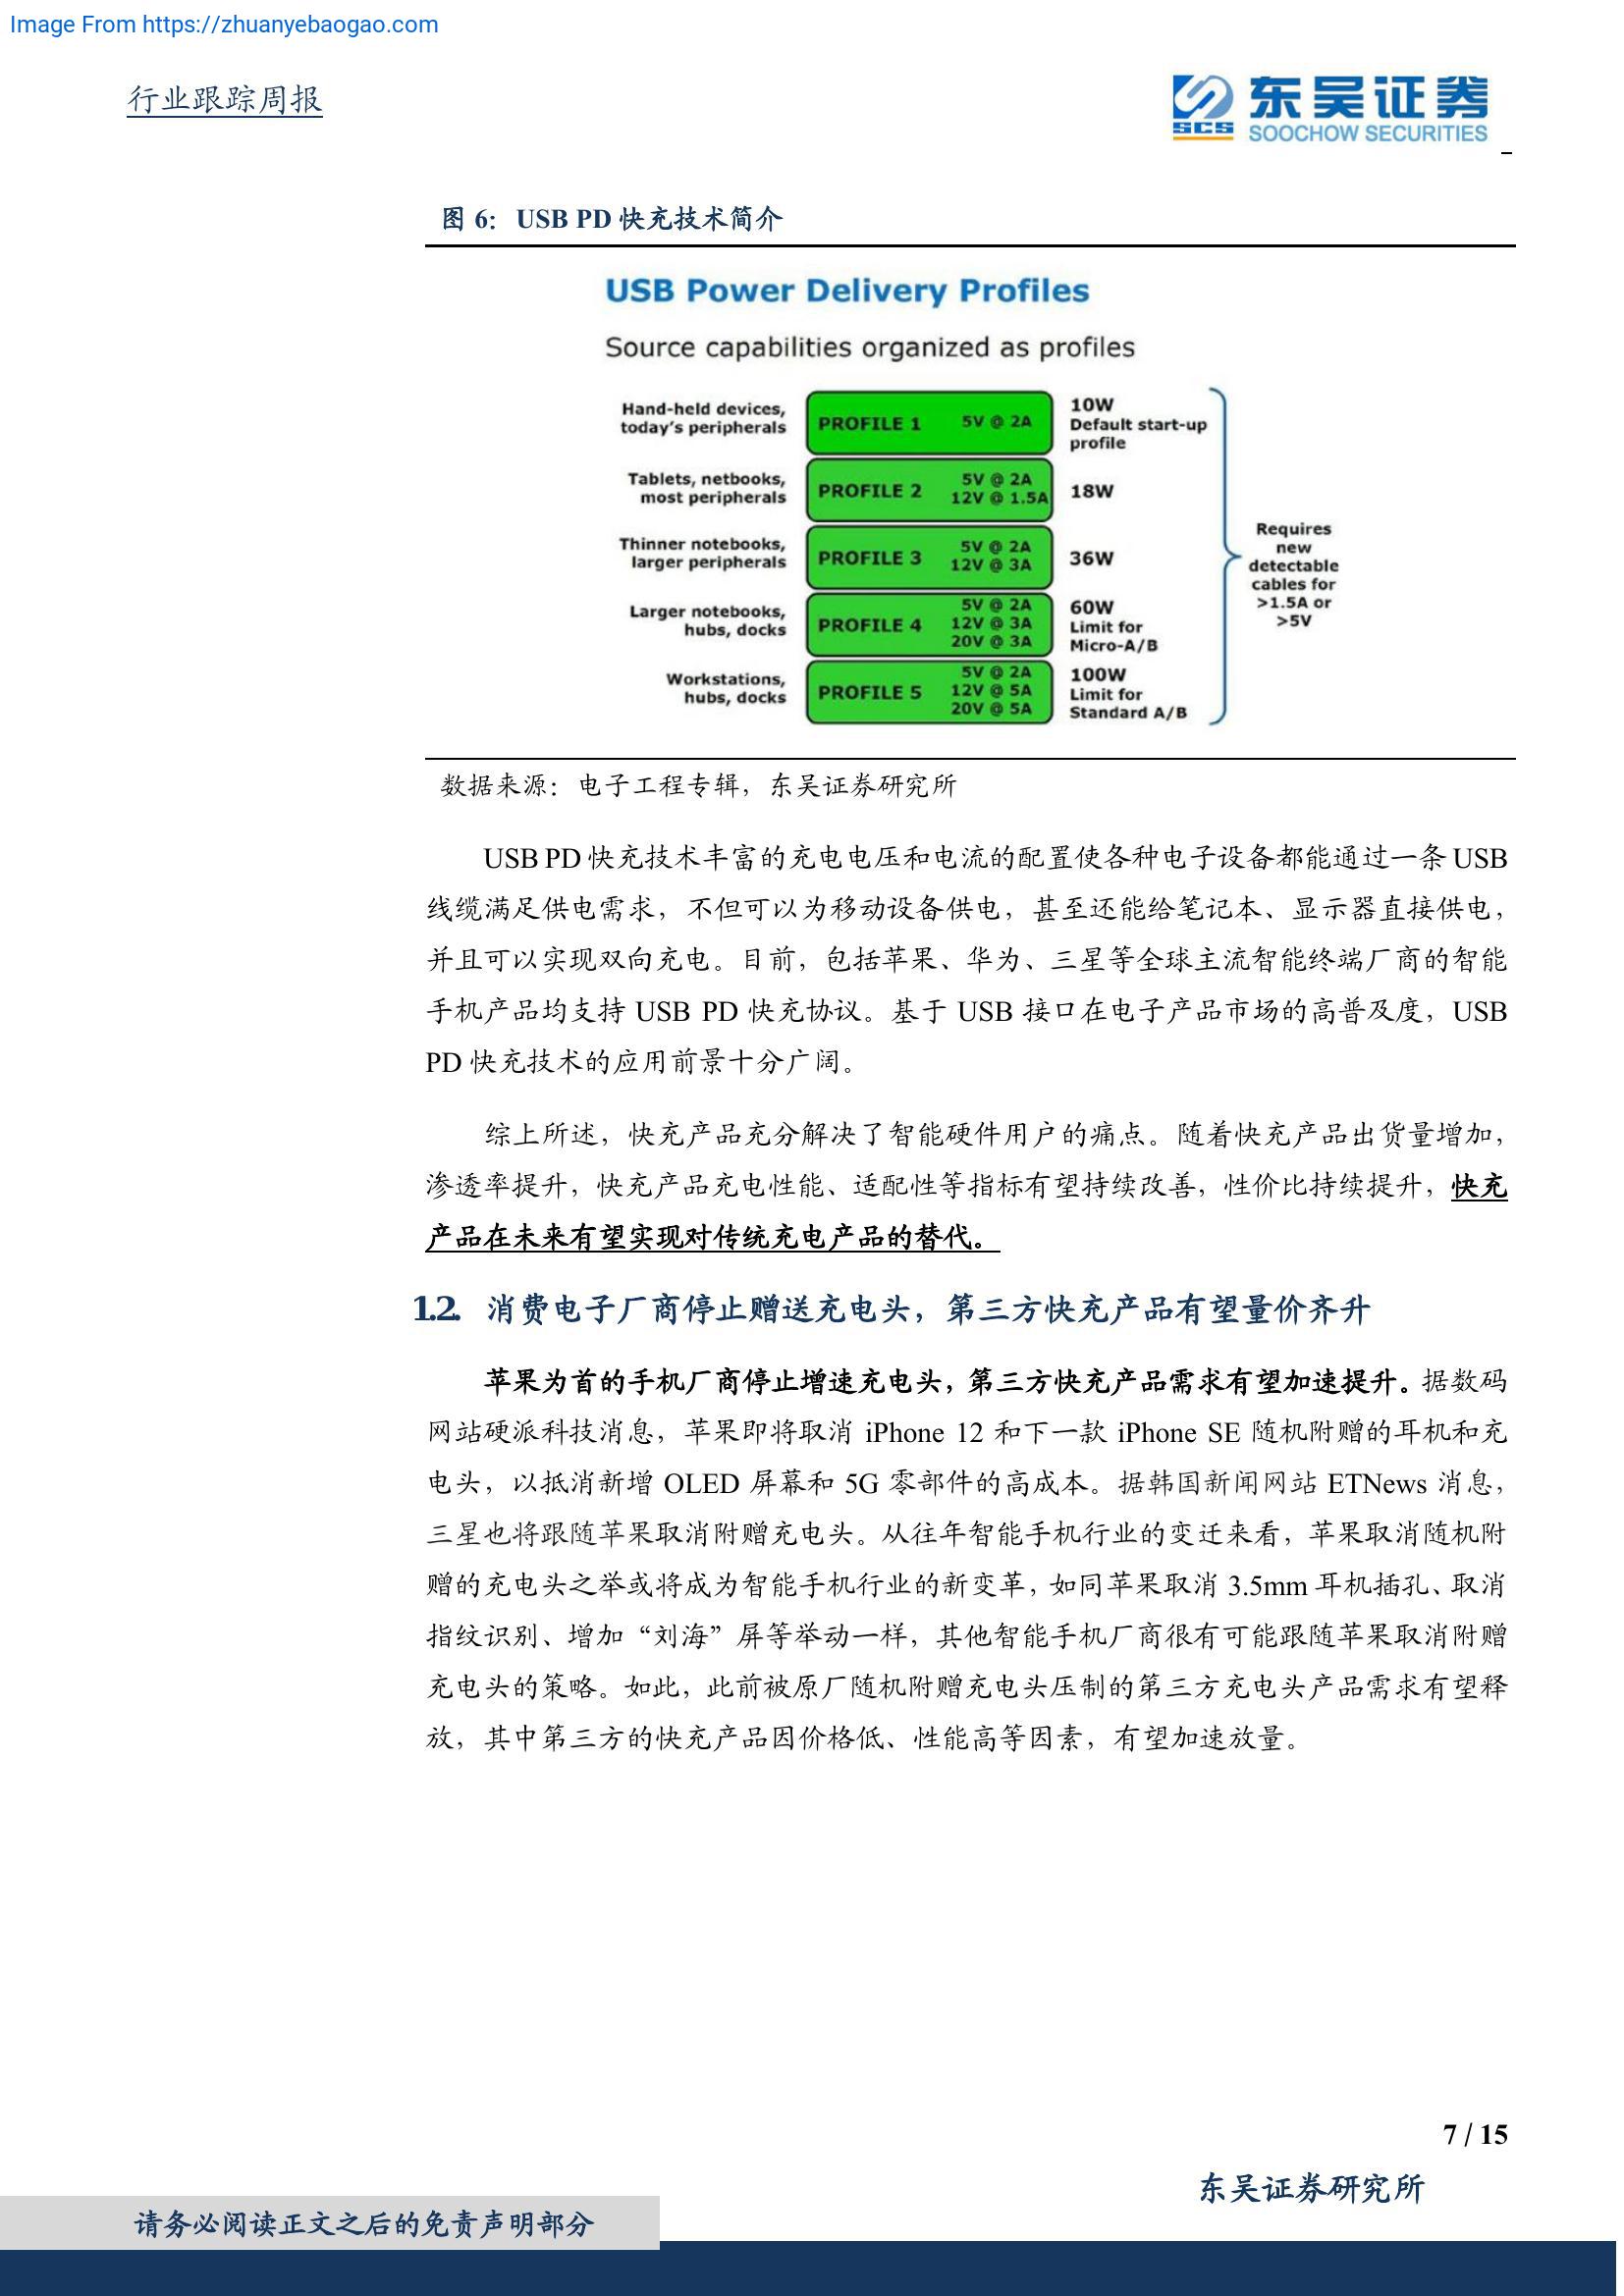 Image From https://zhuanyebaogao.com
行业跟踪周报
东吴证券
SCS
SOOCHOW SECURITIES
图 6： USB PD 快充技术简介
USB Power Delivery Profiles
Source capabilities organized as profiles
Hand-held devices,
today's peripherals
PROFILE 1
5V @ 2A
10W
Default start-up
profile
Tablets, netbooks,
most peripherals
PROFILE 2
5V @ 2A
12V @ 1.5A
18W
Thinner notebooks,
larger peripherals
PROFILE 3
5V @ 2A
12V @ 3A
36W
Larger notebooks,
hubs, docks
PROFILE 4
5V @ 2A
12V @ 3A
20V @ 3A
60W
Limit for
Micro-A/B
Workstations,
hubs, docks
PROFILE 5
5V @ 2A
12V @ 5A
20V @ 5A
100W
Limit for
Standard A/B
Requires
new
detectable
cables for
>1.5A or
>5V
数据来源：电子工程专辑，东吴证券研究所
USB PD 快充技术丰富的充电电压和电流的配置使各种电子设备都能通过一条 USB
线缆满足供电需求，不但可以为移动设备供电，甚至还能给笔记本、显示器直接供电，
并且可以实现双向充电。目前，包括苹果、华为、三星等全球主流智能终端厂商的智能
手机产品均支持 USB PD 快充协议。基于 USB 接口在电子产品市场的高普及度，USB
PD 快充技术的应用前景十分广阔。
综上所述，快充产品充分解决了智能硬件用户的痛点。随着快充产品出货量增加，
渗透率提升，快充产品充电性能、适配性等指标有望持续改善，性价比持续提升，快充
产品在未来有望实现对传统充电产品的替代。
1.2. 消费电子厂商停止赠送充电头，第三方快充产品有望量价齐升
苹果为首的手机厂商停止增速充电头，第三方快充产品需求有望加速提升。据数码
网站硬派科技消息，苹果即将取消 iPhone 12 和下一款 iPhone SE 随机附赠的耳机和充
电头，以抵消新增 OLED 屏幕和 5G 零部件的高成本。据韩国新闻网站 ETNews 消息，
三星也将跟随苹果取消附赠充电头。从往年智能手机行业的变迁来看，苹果取消随机附
赠的充电头之举或将成为智能手机行业的新变革，如同苹果取消 3.5mm 耳机插孔、取消
指纹识别、增加“刘海”屏等举动一样，其他智能手机厂商很有可能跟随苹果取消附赠
充电头的策略。如此，此前被原厂随机附赠充电头压制的第三方充电头产品需求有望释
放，其中第三方的快充产品因价格低、性能高等因素，有望加速放量。
7 / 15
东吴证券研究所
请务必阅读正文之后的免责声明部分